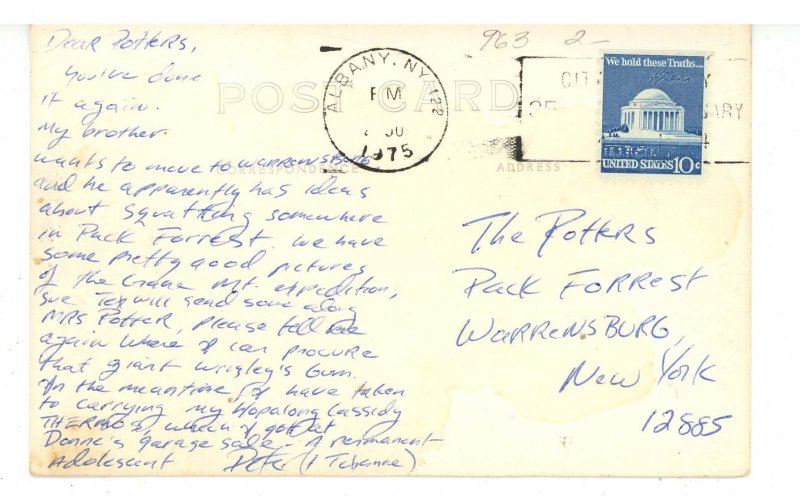 Dear Potters,
You've done
it again.
My brother
wants to move to Warrensburg
and he apparently has ideas
about squatting somewhere
in Pack Forrest. We have
some pretty good pictures
of the Crane Mt. expedition,
Sue Tex will send some along
MRS Potter, please tell me
again where I can procure
that giant Wrigley's Gum.
In the meantime I have taken
to carrying my Hopalong Cassidy
THERMOS, which I got at
Donna's garage sale – A permanent
Adolescent Peter (+ Tibanne)
963 2-
POST CARD
CORRESPONDENCE
ADDRESS
ALBANY, NY 122
PM
1975
We hold these Truths...
UNITED STATES 10c
The Potters
Pack Forrest
Warrensburg,
New York
12885